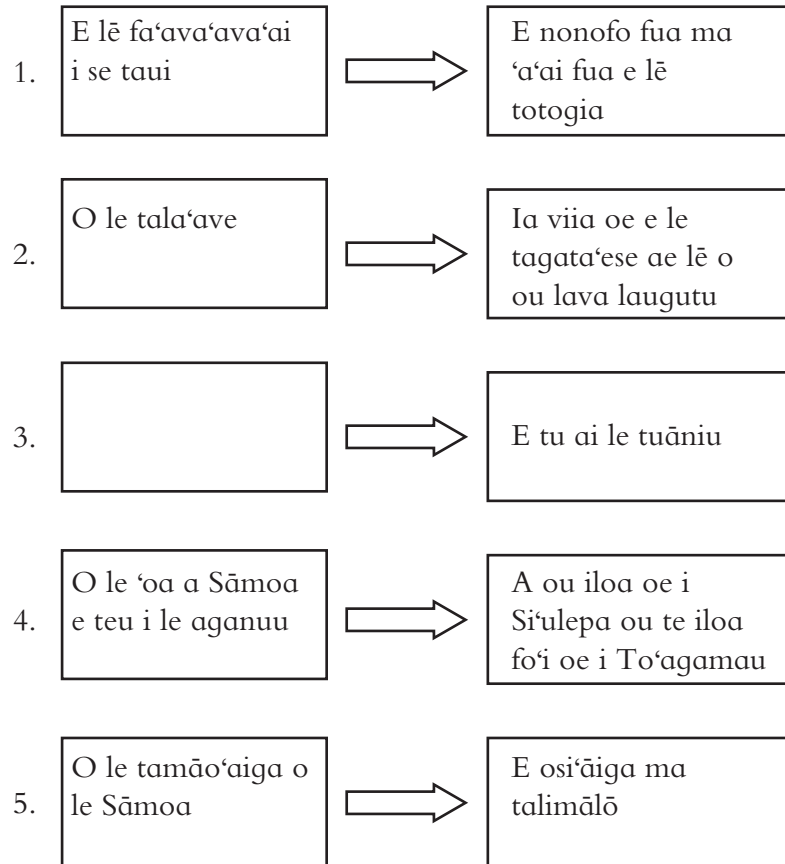 1.
E lē fa‘ava‘ava‘ai
i se taui
E nonofo fua ma
‘a‘ai fua e lē
totogia
2.
O le tala‘ave
Ia viia oe e le
tagata‘ese ae lē o
ou lava laugutu
3.
E tu ai le tuāniu
4.
O le ‘oa a Sāmoa
e teu i le aganuu
A ou iloa oe i
Si‘ulepa ou te iloa
fo‘i oe i To‘agamau
5.
O le tamāo‘aiga o
le Sāmoa
E osi‘āiga ma
talimālō